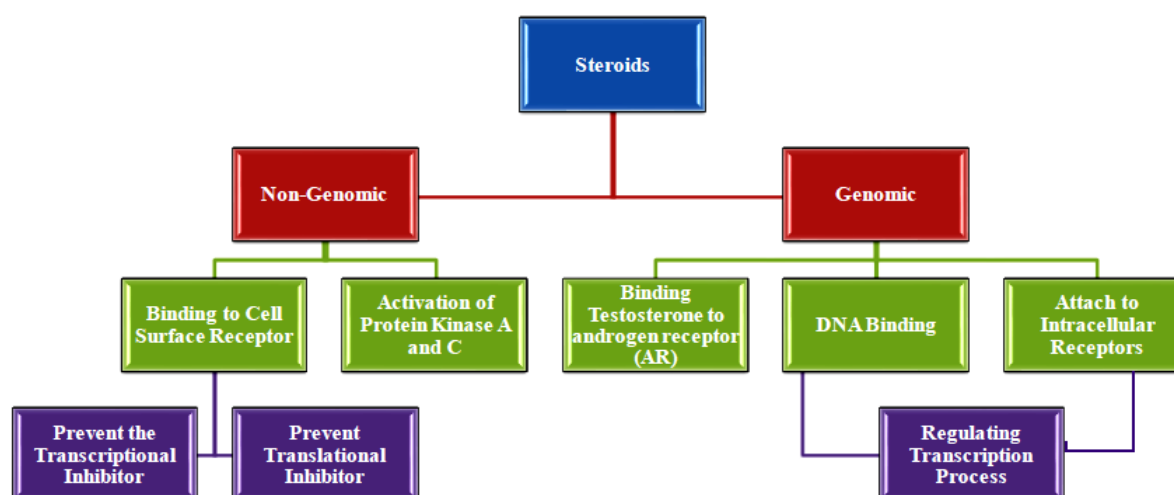 Steroids
Non-Genomic
Genomic
Binding to Cell
Surface Receptor
Activation of
Protein Kinase A
and C
Binding
Testosterone to
androgen receptor
(AR)
DNA Binding
Attach to
Intracellular
Receptors
Prevent the
Transcriptional
Inhibitor
Prevent
Translational
Inhibitor
Regulating
Transcription
Process